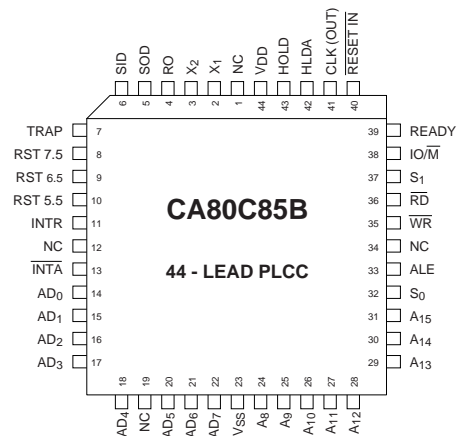 SID SOD RO X2 X1 NC VDD HOLD HLDA CLK (OUT) R̅E̅S̅E̅T̅ I̅N̅
6 5 4 3 2 1 44 43 42 41 40
TRAP 7 39 READY
RST 7.5 8 38 IO/M̅
RST 6.5 9 37 S1
RST 5.5 10 36 R̅D̅
INTR 11 35 W̅R̅
NC 12 34 NC
I̅N̅T̅A̅ 13 33 ALE
AD0 14 32 S0
AD1 15 31 A15
AD2 16 30 A14
AD3 17 29 A13
CA80C85B
44 - LEAD PLCC
18 19 20 21 22 23 24 25 26 27 28
AD4 NC AD5 AD6 AD7 VSS A8 A9 A10 A11 A12